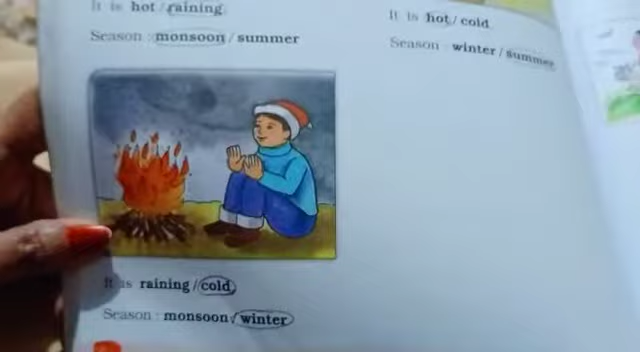 It is hot / raining
Season : monsoon / summer
It is hot / cold
Season : winter / summer
It is raining / cold
Season : monsoon / winter